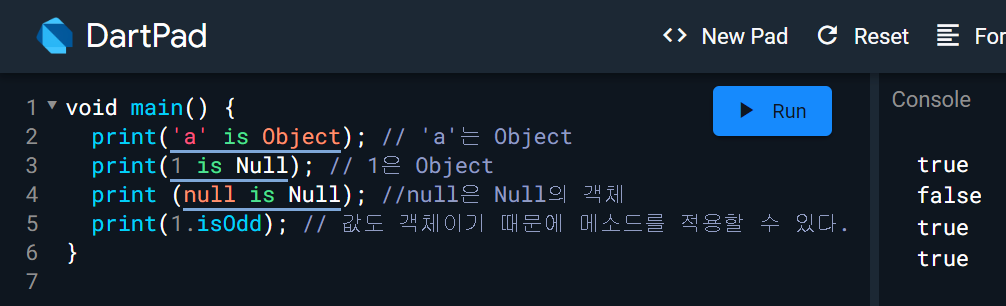 DartPad
<> New Pad Reset For
1 void main() {
Run
Console
2 print('a' is Object); // 'a'는 Object
3 print(1 is Null); // 1은 Object
4 print (null is Null); //null은 Null의 객체
5 print(1.isOdd); // 값도 객체이기 때문에 메소드를 적용할 수 있다.
6 }
7
true
false
true
true